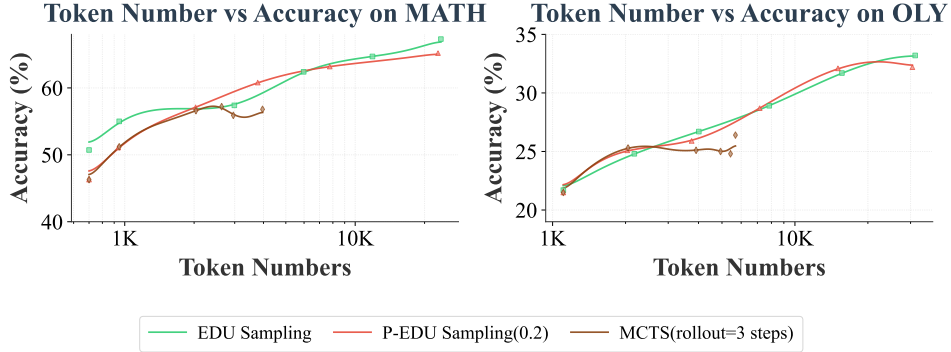 Token Number vs Accuracy on MATH
Accuracy (%)
60
50
40
1K
10K
Token Numbers
Token Number vs Accuracy on OLY
Accuracy (%)
35
30
25
20
1K
10K
Token Numbers
EDU Sampling
P-EDU Sampling(0.2)
MCTS(rollout=3 steps)